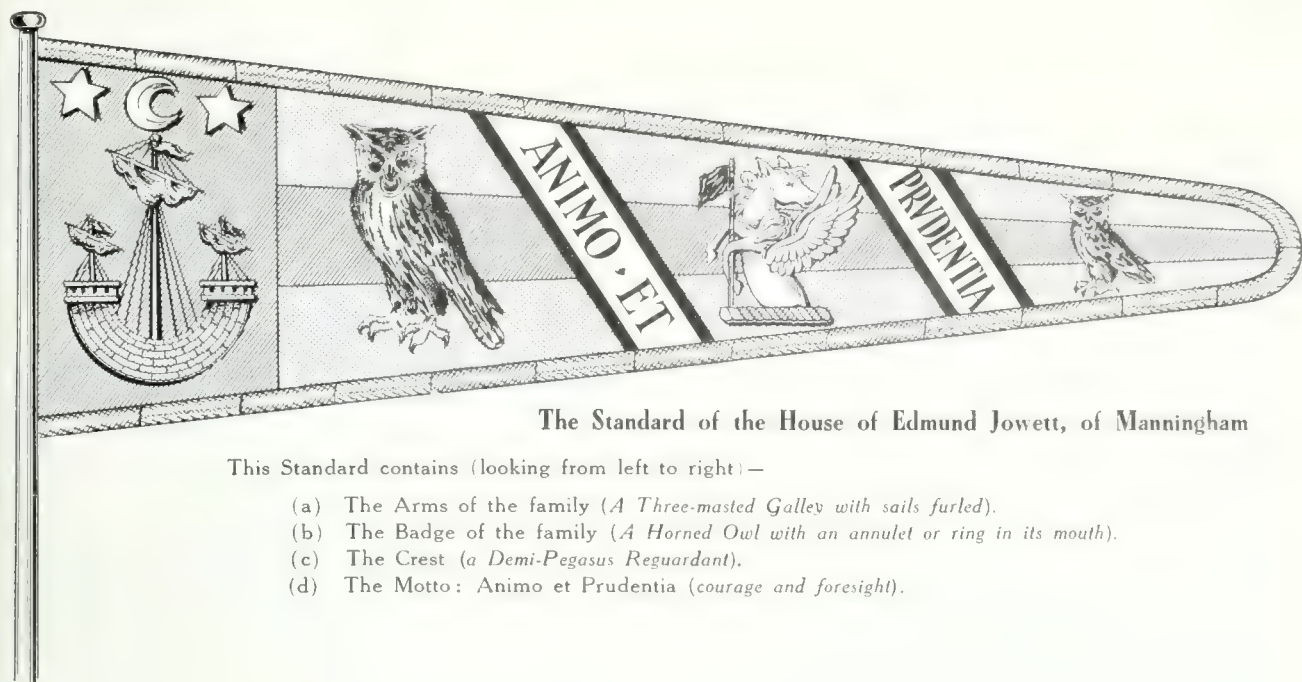 ANIMO · ET
PRVDENTIA
The Standard of the House of Edmund Jowett, of Manningham
This Standard contains (looking from left to right) —
(a) The Arms of the family (A Three-masted Galley with sails furled).
(b) The Badge of the family (A Horned Owl with an annulet or ring in its mouth).
(c) The Crest (a Demi-Pegasus Reguardant).
(d) The Motto: Animo et Prudentia (courage and foresight).